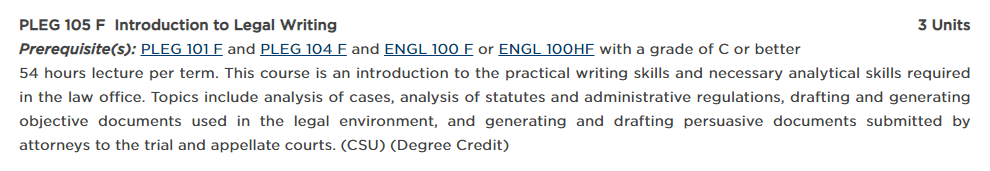 PLEG 105 F Introduction to Legal Writing 3 Units
Prerequisite(s): PLEG 101 F and PLEG 104 F and ENGL 100 F or ENGL 100HF with a grade of C or better
54 hours lecture per term. This course is an introduction to the practical writing skills and necessary analytical skills required
in the law office. Topics include analysis of cases, analysis of statutes and administrative regulations, drafting and generating
objective documents used in the legal environment, and generating and drafting persuasive documents submitted by
attorneys to the trial and appellate courts. (CSU) (Degree Credit)